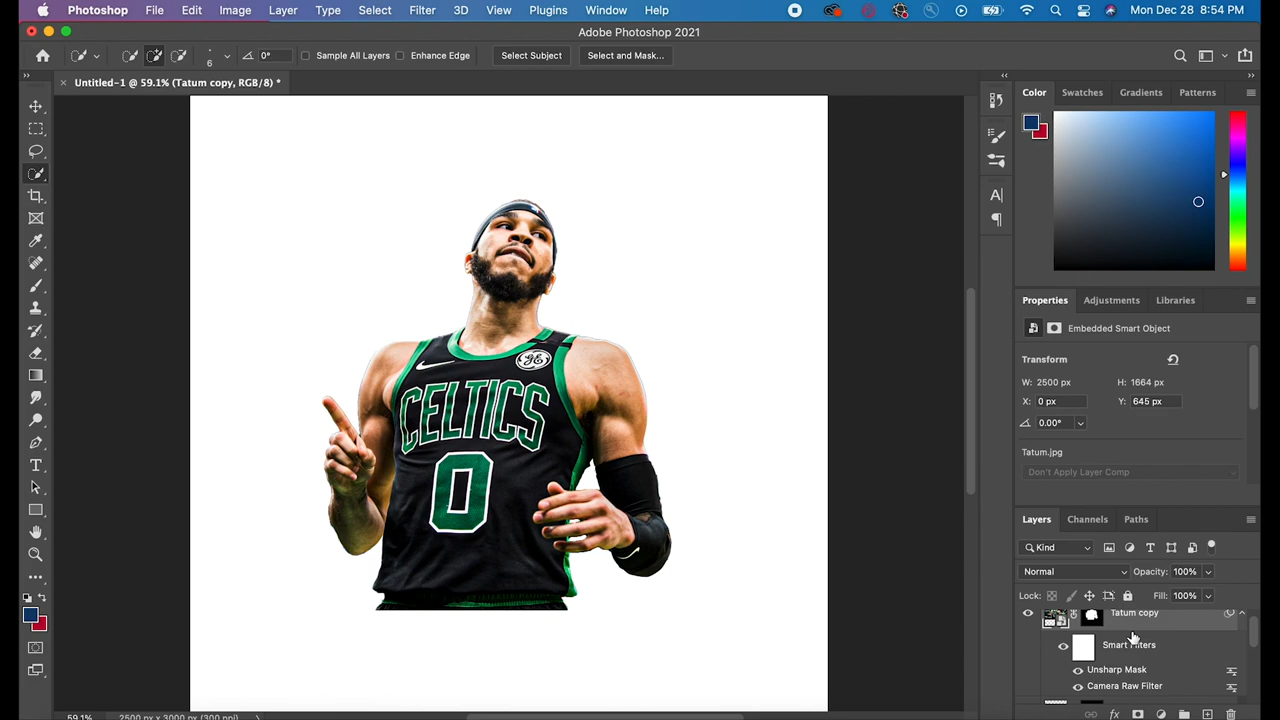 Photoshop File Edit Image Layer Type Select Filter 3D View Plugins Window Help Mon Dec 28 8:54 PM
Adobe Photoshop 2021
6 0° Sample All Layers Enhance Edge Select Subject Select and Mask...
Untitled-1 @ 59.1% (Tatum copy, RGB/8) *
Color Swatches Gradients Patterns
Properties Adjustments Libraries
Embedded Smart Object
Transform
W: 2500 px H: 1664 px
X: 0 px Y: 645 px
0.00°
Tatum.jpg
Don't Apply Layer Comp
Layers Channels Paths
Kind
Normal Opacity: 100%
Lock: Fill: 100%
Tatum copy
Smart Filters
Unsharp Mask
Camera Raw Filter
GE
CELTICS
0
59.1% 2500 px x 3000 px (300 ppi)